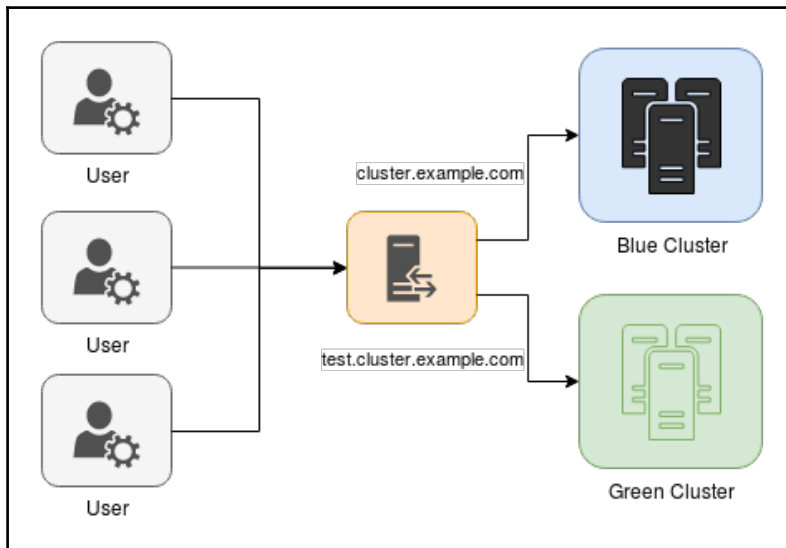 User
cluster.example.com
Blue Cluster
User
test.cluster.example.com
Green Cluster
User